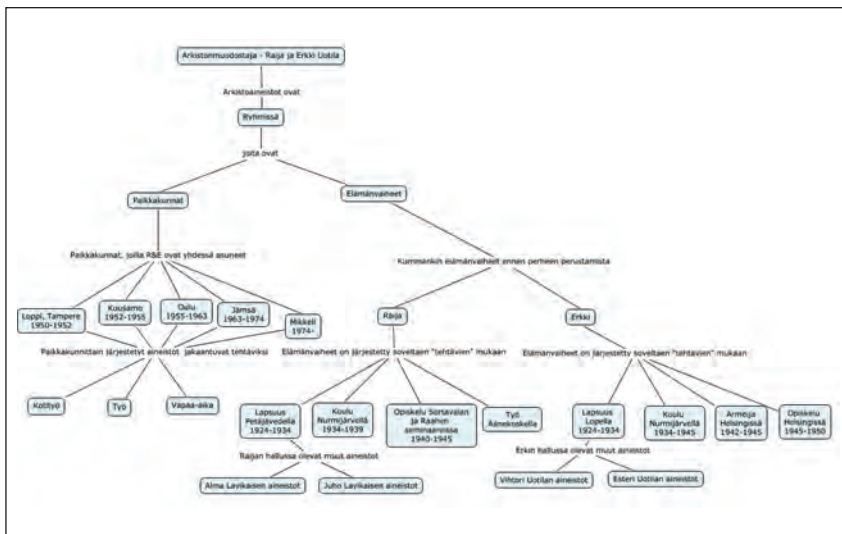 Arkistonmuodostaja - Raija ja Erkki Uotila
Arkistoaineistot ovat
Ryhmissä
joita ovat
Paikkakunnat
Elämänvaiheet
Paikkakunnat, joilla R&E ovat yhdessä asuneet
Kummankin elämänvaiheet ennen perheen perustamista
Loppi, Tampere
1950-1952
Kuusamo
1952-1955
Oulu
1955-1963
Jämsä
1963-1974
Mikkeli
1974-
Raija
Erkki
Paikkakunnittain järjestetyt aineistot jakaantuvat tehtäviksi
Elämänvaiheet on järjestetty soveltaen "tehtävien" mukaan
Elämänvaiheet on järjestetty soveltaen "tehtävien" mukaan
Kotityö
Työ
Vapaa-aika
Lapsuus
Petäjävedellä
1924-1934
Koulu
Nurmijärvellä
1934-1939
Opiskelu Sortavalan
ja Raahen
seminaareissa
1940-1945
Työ
Äänekoskella
Lapsuus
Lopella
1924-1934
Koulu
Nurmijärvellä
1934-1945
Armeija
Helsingissä
1942-1945
Opiskelu
Helsingissä
1945-1950
Raijan hallussa olevat muut aineistot
Erkin hallussa olevat muut aineistot
Alma Lavikaisen aineistot
Juho Lavikaisen aineistot
Vihtori Uotilan aineistot
Esteri Uotilan aineistot